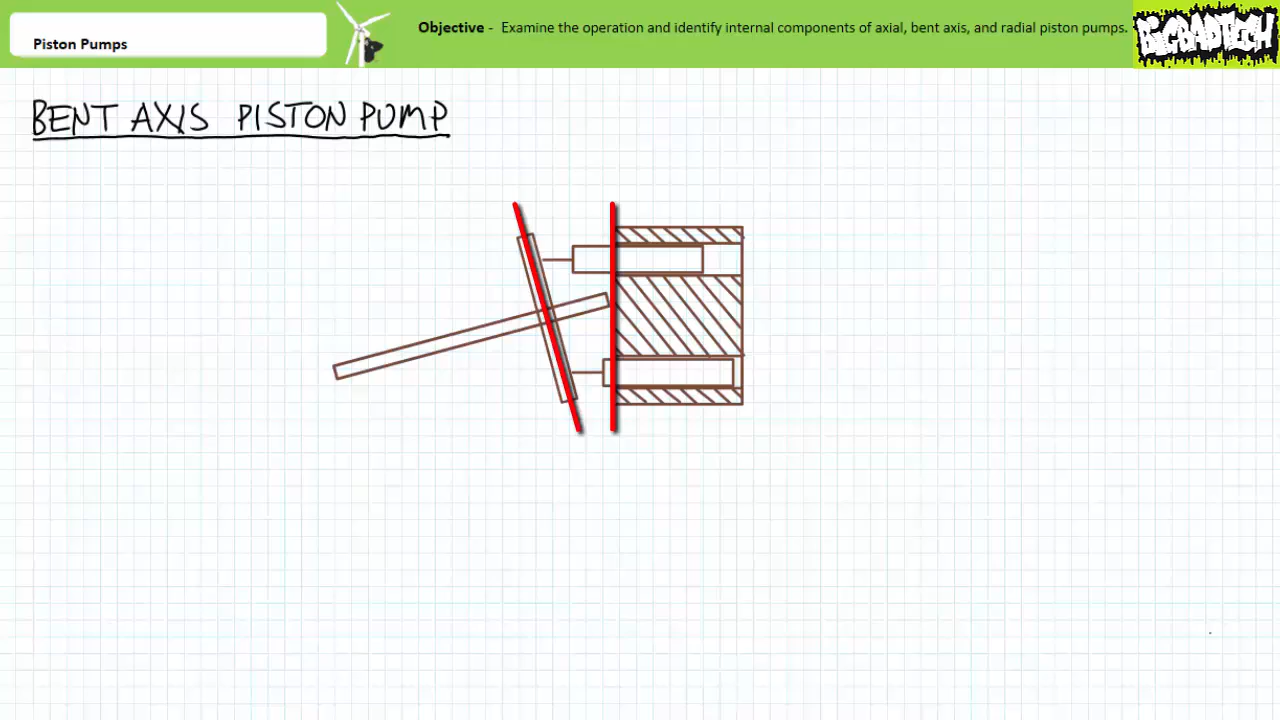 Piston Pumps
Objective - Examine the operation and identify internal components of axial, bent axis, and radial piston pumps.
BIGBADTECH
BENT AXIS PISTON PUMP